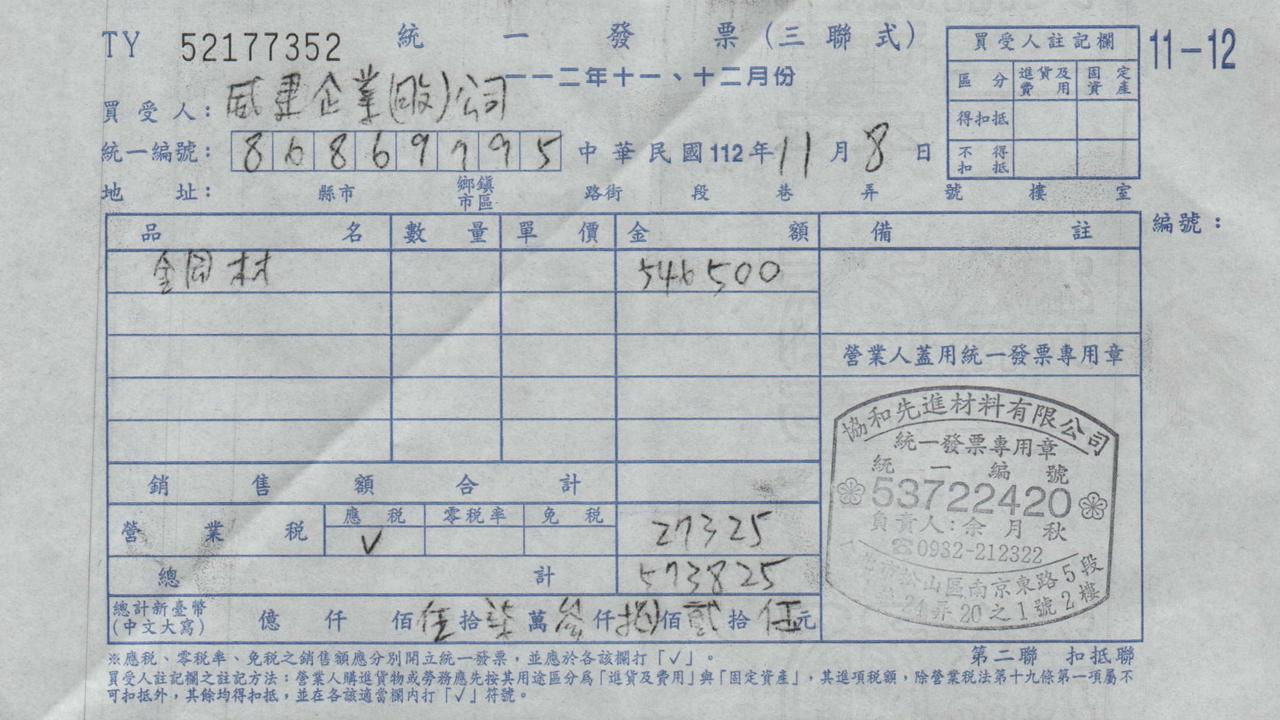 TY 52177352
統一發票(三聯式)
一一二年十一、十二月份
11-12
買受人註記欄
區分 進貨及費用 固定資產
得扣抵
不得扣抵
買受人:威建企業(股)公司
統一編號:
中華民國112年11月8日
地址: 縣市 鄉鎮市區 路街 段 巷 弄 號 樓 室
編號:
品名 數量 單價 金額 備註
材 546500
營業人蓋用統一發票專用章
協和先進材料有限公司
統一發票專用章
統一編號
53722420
負責人:余月秋
☎0932-212322
松山區南京東路5段
24弄20之1號2樓
銷售額合計
營業稅 應稅 零稅率 免稅 27325
✓
總計 573825
總計新臺幣(中文大寫) 億 仟 佰伍拾柒萬參仟捌佰貳拾伍元
※應稅、零稅率、免稅之銷售額應分別開立統一發票,並應於各該欄打「✓」。
第二聯 扣抵聯
買受人註記欄之註記方法:營業人購進貨物或勞務應先按其用途區分為「進貨及費用」與「固定資產」,其進項稅額,除營業稅法第十九條第一項屬不
可扣抵外,其餘均得扣抵,並在各該適當欄內打「✓」符號。